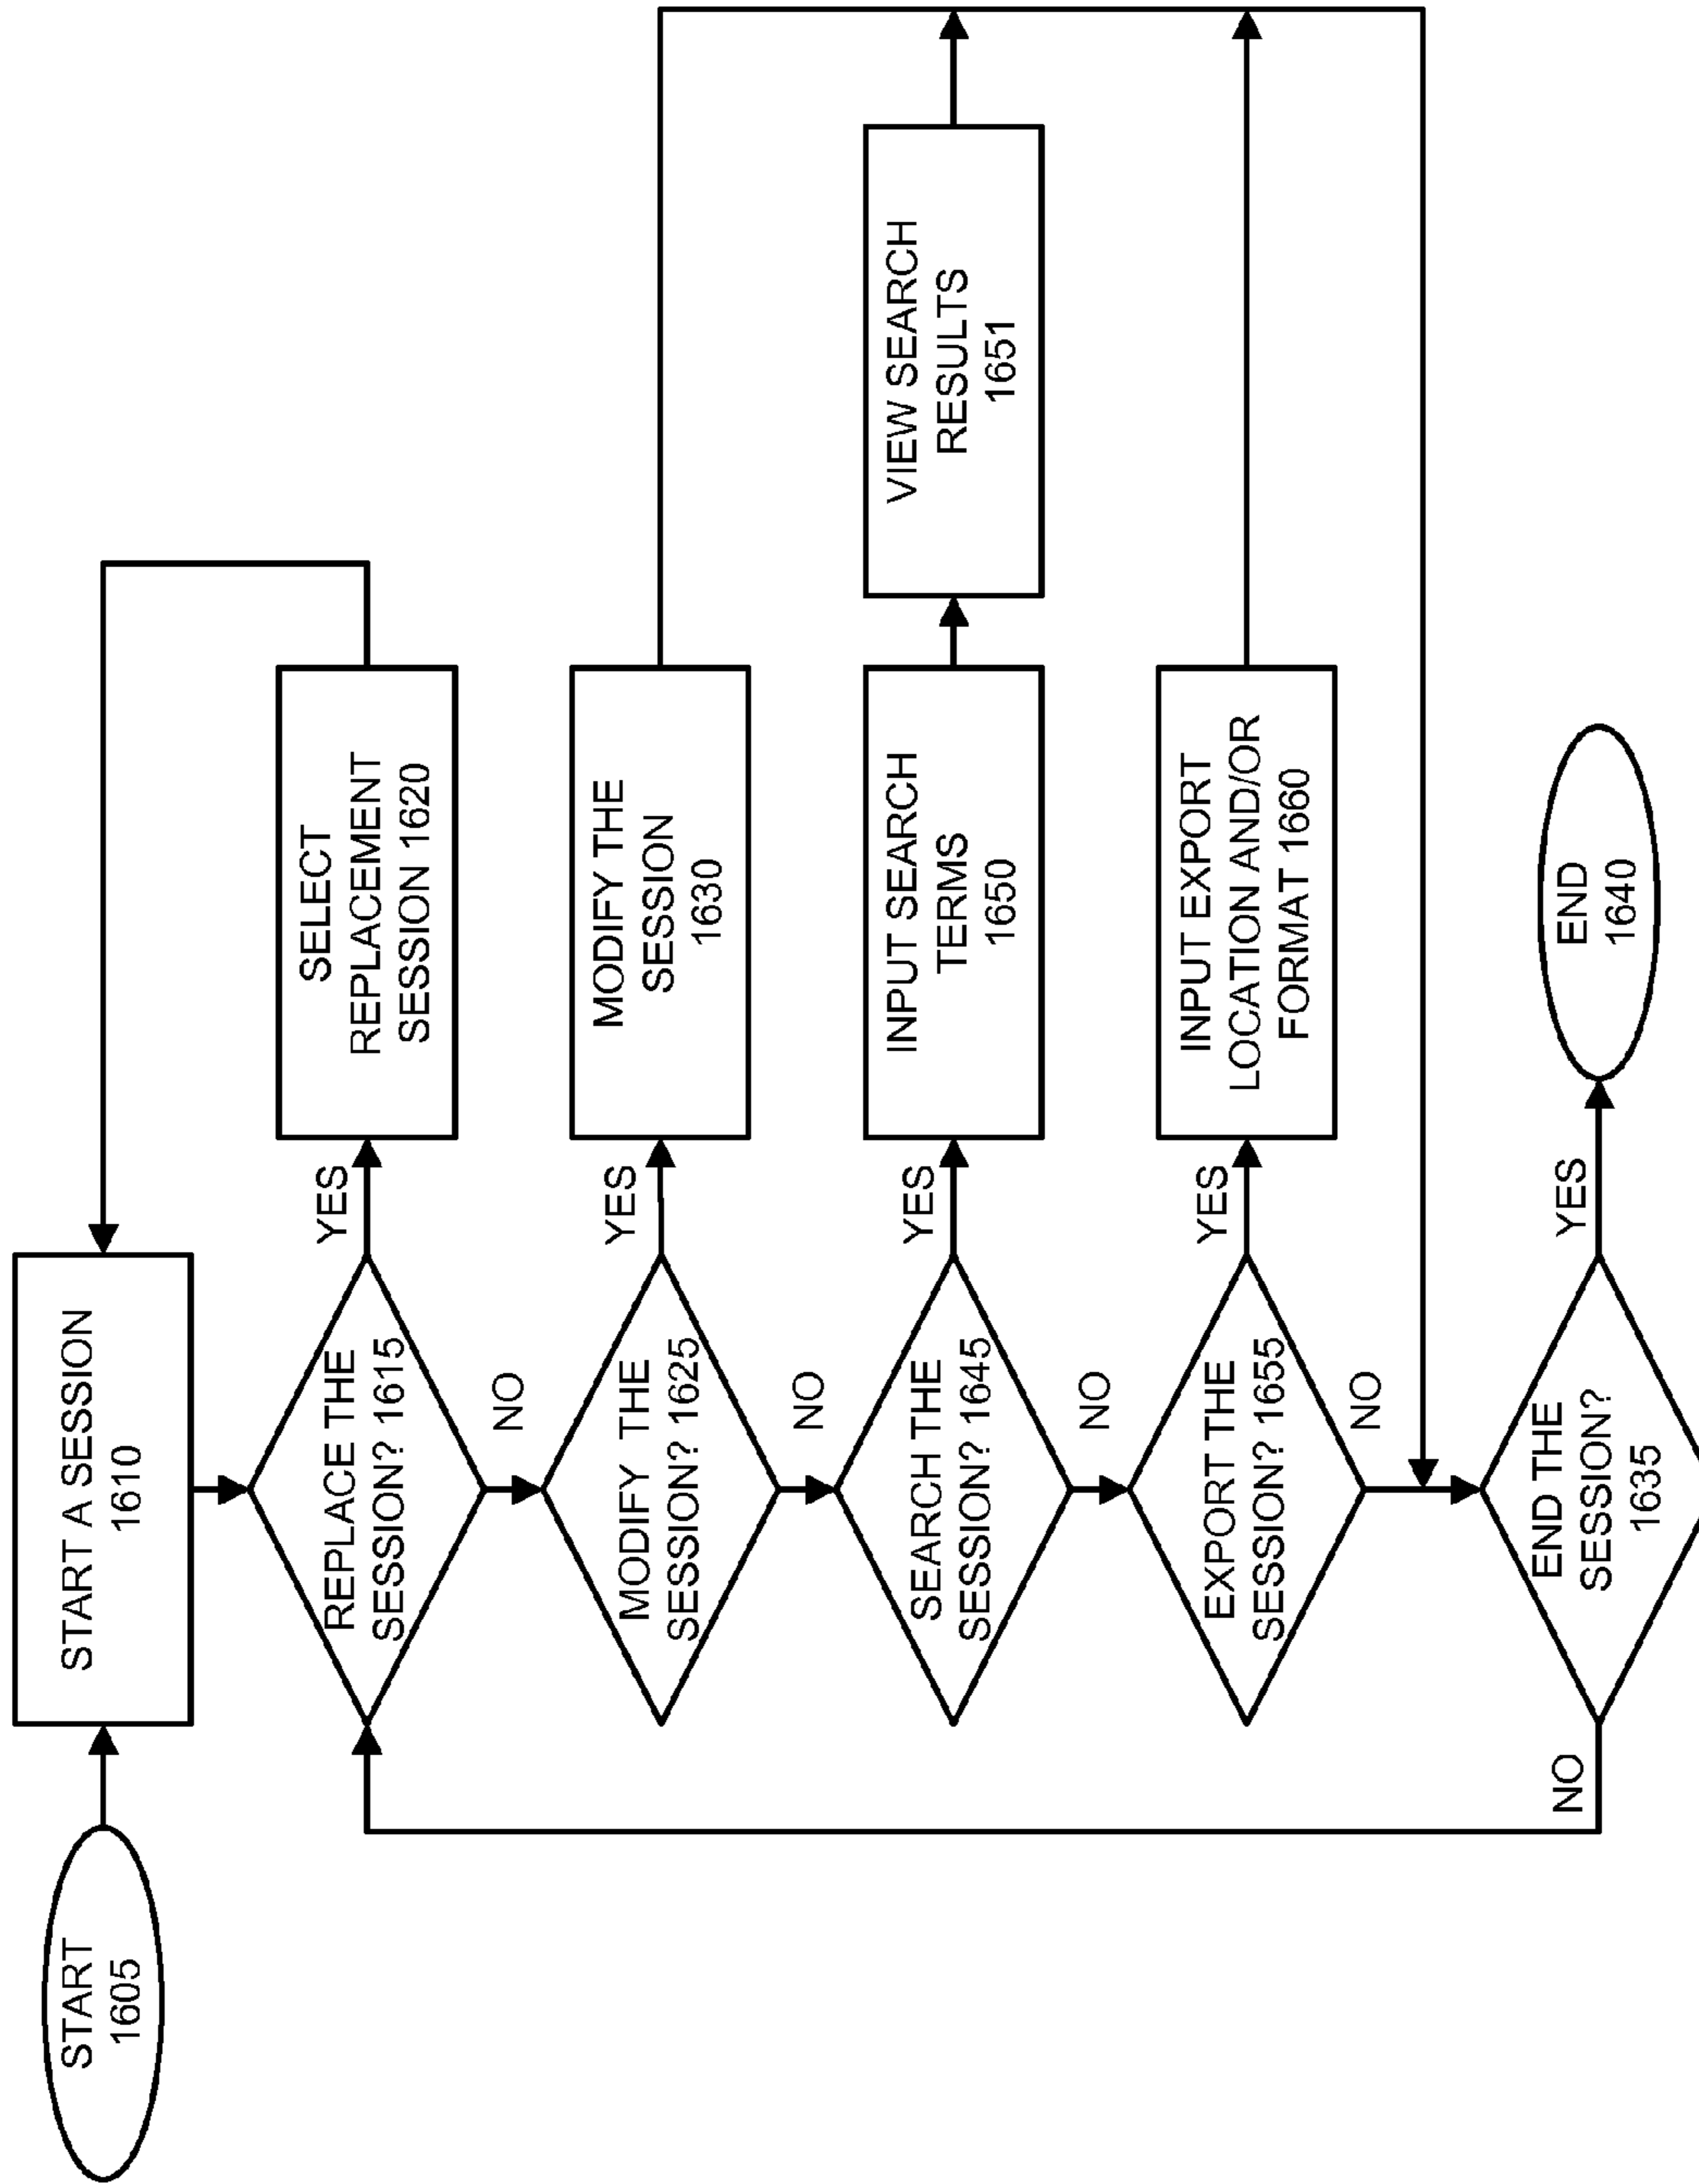 START
1605
START A SESSION
1610
REPLACE THE
SESSION? 1615
YES
SELECT
REPLACEMENT
SESSION 1620
NO
MODIFY THE
SESSION? 1625
YES
MODIFY THE
SESSION
1630
NO
SEARCH THE
SESSION? 1645
YES
INPUT SEARCH
TERMS
1650
VIEW SEARCH
RESULTS
1651
NO
EXPORT THE
SESSION? 1655
YES
INPUT EXPORT
LOCATION AND/OR
FORMAT 1660
NO
NO
END THE
SESSION?
1635
YES
END
1640